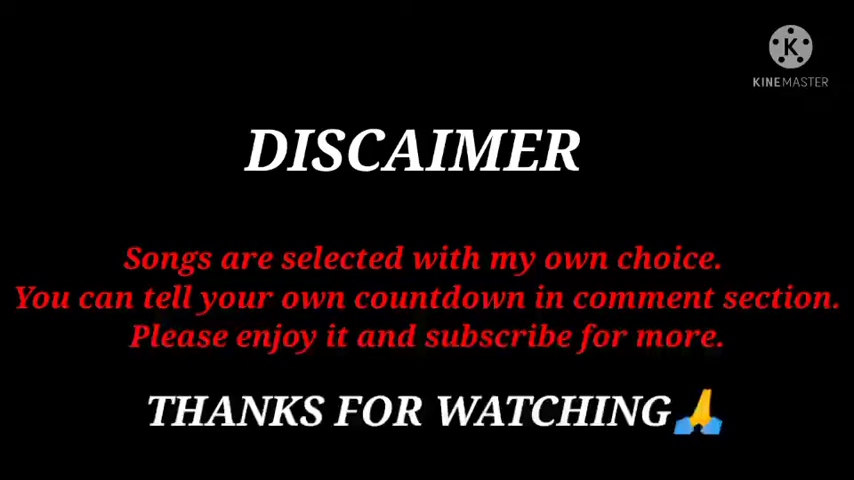 KINEMASTER
DISCAIMER
Songs are selected with my own choice.
You can tell your own countdown in comment section.
Please enjoy it and subscribe for more.
THANKS FOR WATCHING🙏